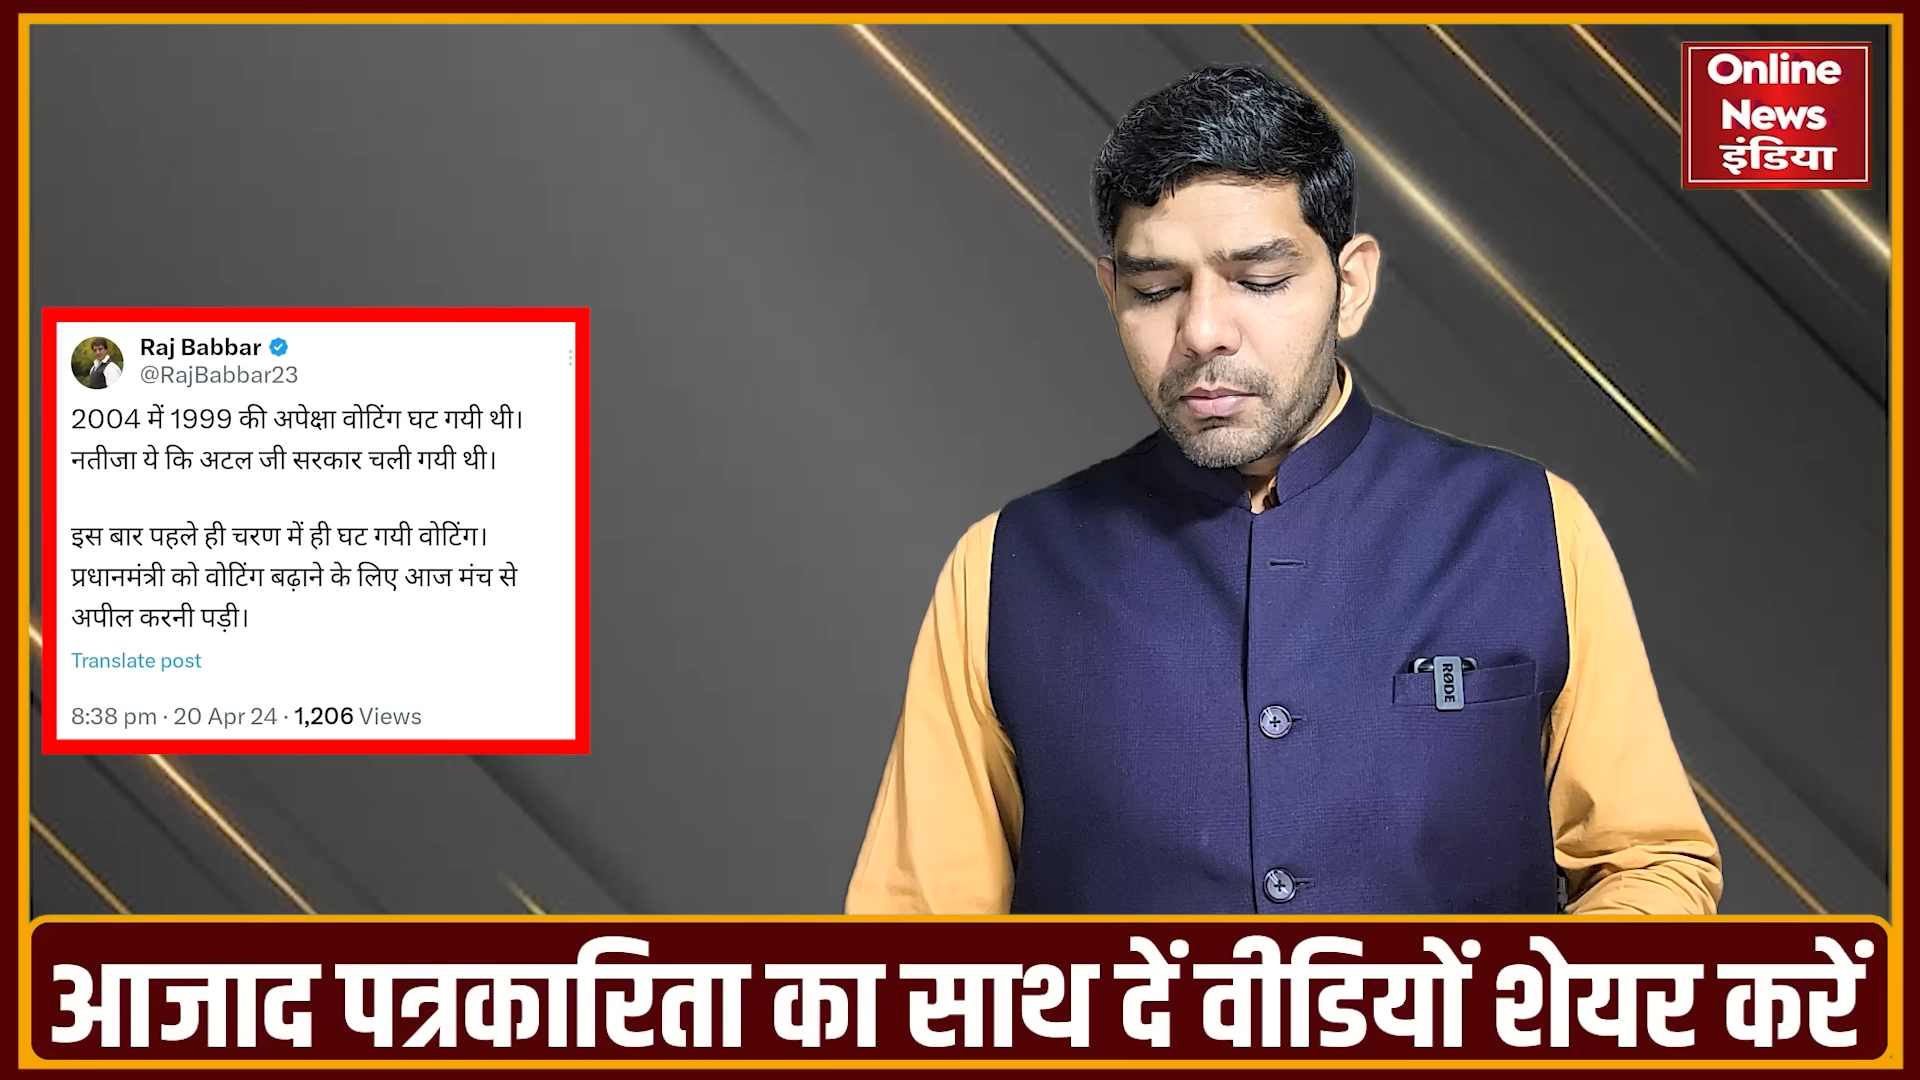 Online
News
इंडिया
Raj Babbar
@RajBabbar23
2004 में 1999 की अपेक्षा वोटिंग घट गयी थी।
नतीजा ये कि अटल जी सरकार चली गयी थी।
इस बार पहले ही चरण में ही घट गयी वोटिंग।
प्रधानमंत्री को वोटिंग बढ़ाने के लिए आज मंच से
अपील करनी पड़ी।
Translate post
8:38 pm · 20 Apr 24 · 1,206 Views
RØDE
आजाद पत्रकारिता का साथ दें वीडियों शेयर करें